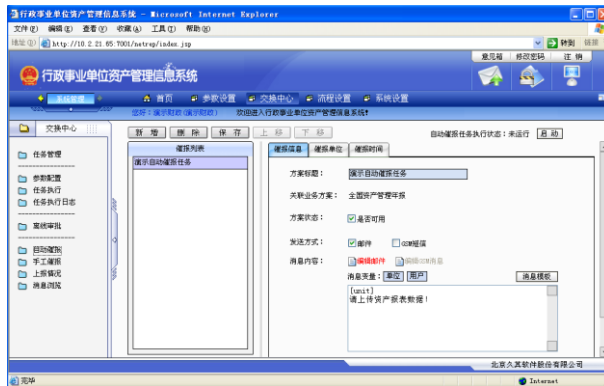 行政事业单位资产管理信息系统 - Microsoft Internet Explorer
文件(F) 编辑(E) 查看(V) 收藏(A) 工具(T) 帮助(H)
地址(D) http://10.2.21.65:7001/netrep/index.jsp 转到 链接
意见箱 修改密码 注销
行政事业单位资产管理信息系统
系统管理 首页 参数设置 交换中心 流程设置 系统设置
您好：演示财政(演示财政) 欢迎进入行政事业单位资产管理信息系统!
交换中心
新 增 删 除 保 存 上 移 下 移 自动催报任务执行状态：未运行 启 动
任务管理
参数配置
任务执行
任务执行日志
离线审批
自动催报
手工催报
上报情况
消息浏览
催报列表
演示自动催报任务
催报信息 催报单位 催报时间
方案标题： 演示自动催报任务
关联业务方案： 全国资产管理年报
方案状态： 是否可用
发送方式： 邮件 GSM短信
消息内容： 编辑邮件 编辑GSM消息
消息变量： 单位 用户 消息模板
[unit]
请上传资产报表数据！
北京久其软件股份有限公司
完毕 Internet